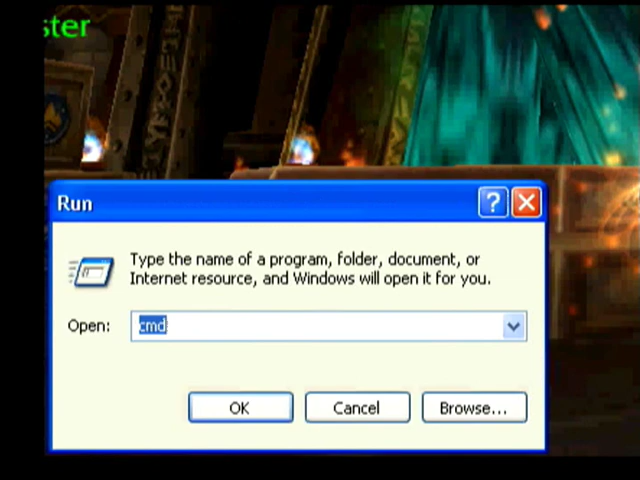 ster
Run
Type the name of a program, folder, document, or
Internet resource, and Windows will open it for you.
Open: cmd
OK Cancel Browse...